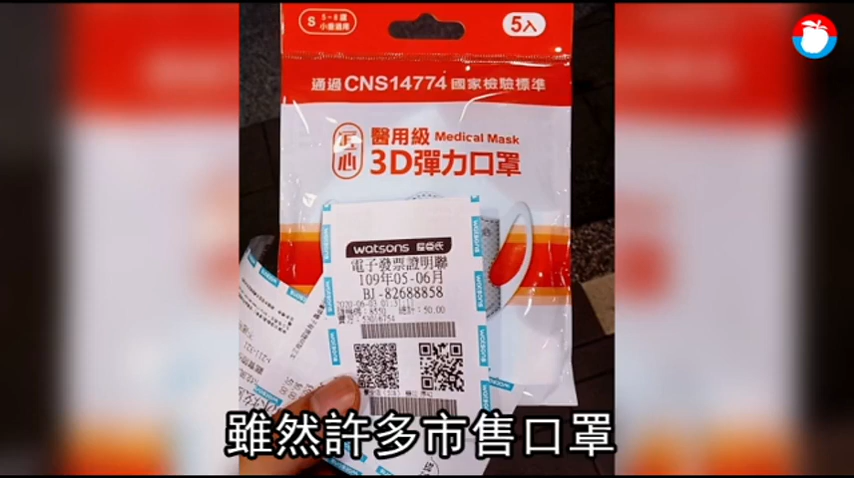 S 5~8歲
小童適用
5入
通過CNS14774國家檢驗標準
匠心
醫用級 Medical Mask
3D彈力口罩
watsons 屈臣氏
電子發票證明聯
109年05-06月
BJ-82688858
總計:50.00
雖然許多市售口罩